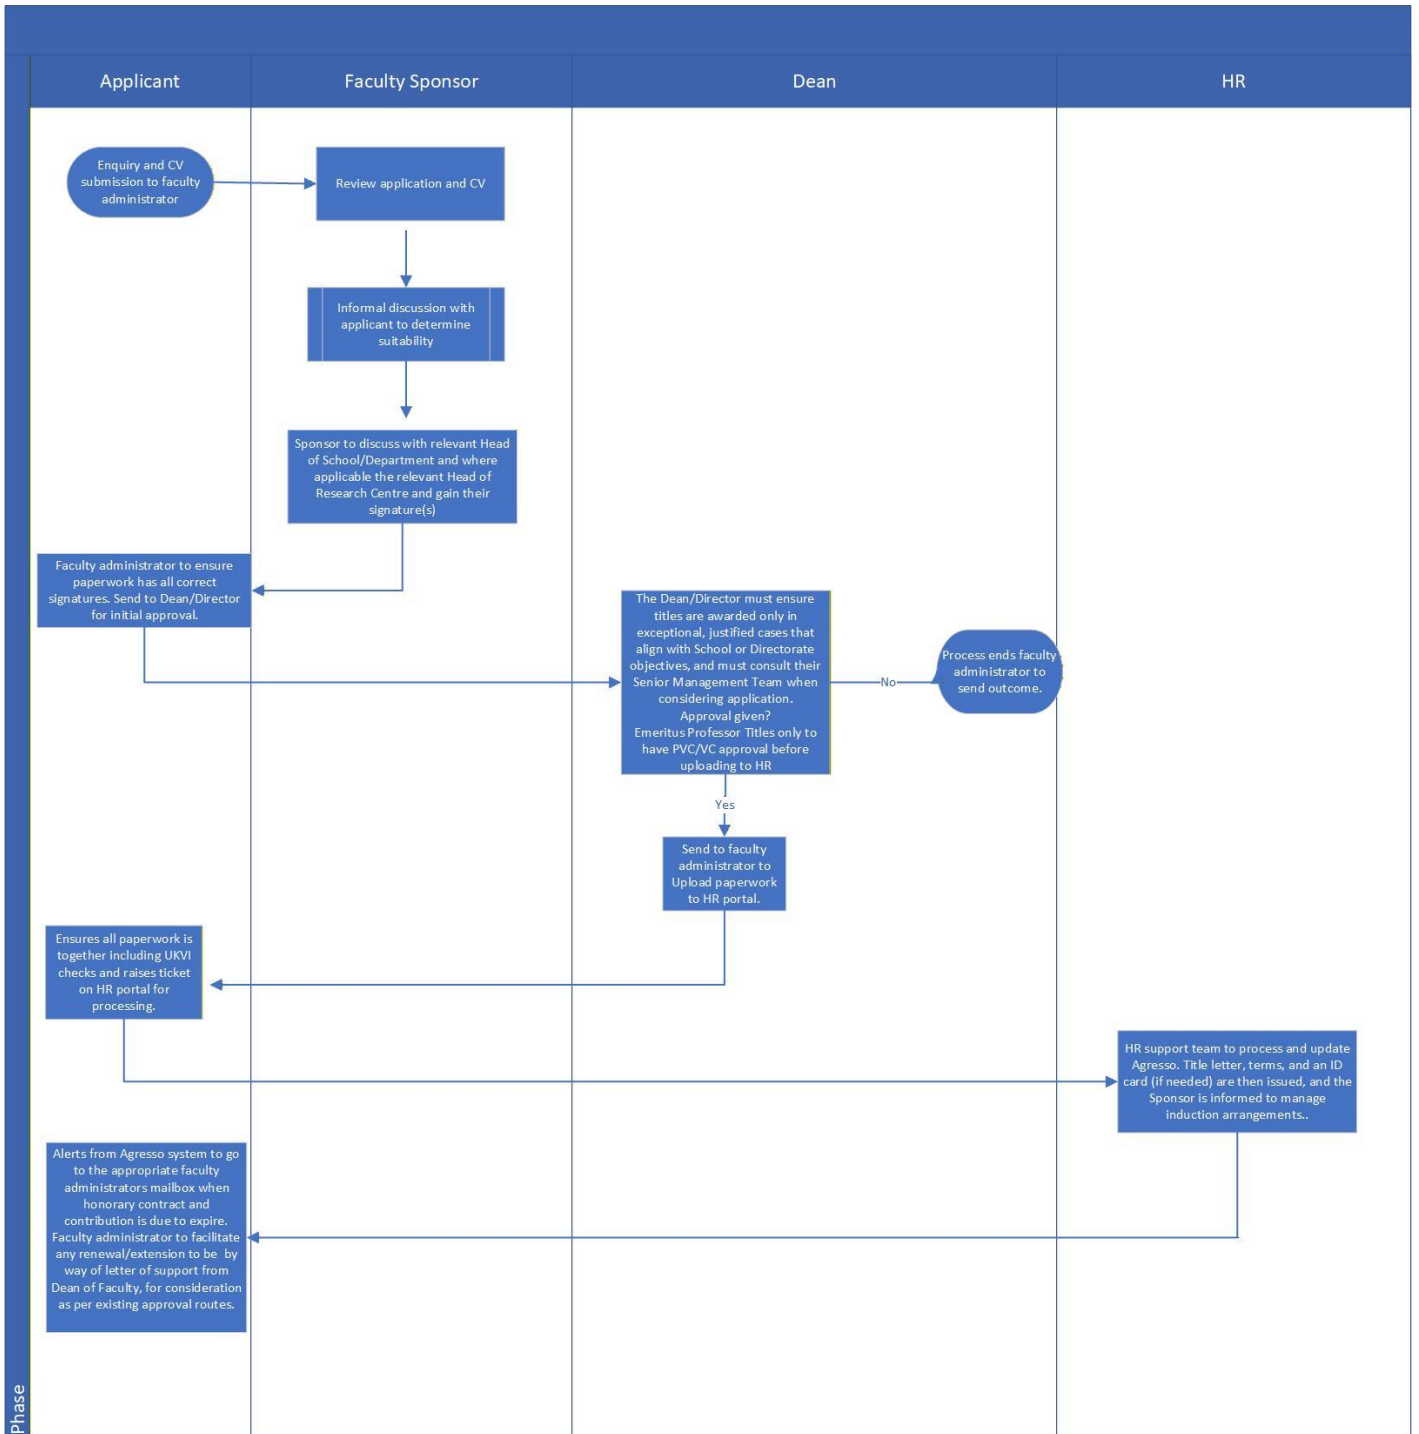 Applicant
Faculty Sponsor
Dean
HR
Enquiry and CV
submission to faculty
administrator
Review application and CV
Informal discussion with
applicant to determine
suitability
Sponsor to discuss with relevant Head
of School/Department and where
applicable the relevant Head of
Research Centre and gain their
signature(s)
Faculty administrator to ensure
paperwork has all correct
signatures. Send to Dean/Director
for initial approval.
The Dean/Director must ensure
titles are awarded only in
exceptional, justified cases that
align with School or Directorate
objectives, and must consult their
Senior Management Team when
considering application.
Approval given?
Emeritus Professor Titles only to
have PVC/VC approval before
uploading to HR
No
Process ends faculty
administrator to
send outcome.
Yes
Send to faculty
administrator to
Upload paperwork
to HR portal.
Ensures all paperwork is
together including UKVI
checks and raises ticket
on HR portal for
processing.
HR support team to process and update
Agresso. Title letter, terms, and an ID
card (if needed) are then issued, and the
Sponsor is informed to manage
induction arrangements..
Alerts from Agresso system to go
to the appropriate faculty
administrators mailbox when
honorary contract and
contribution is due to expire.
Faculty administrator to facilitate
any renewal/extension to be  by
way of letter of support from
Dean of Faculty, for consideration
as per existing approval routes.
Phase